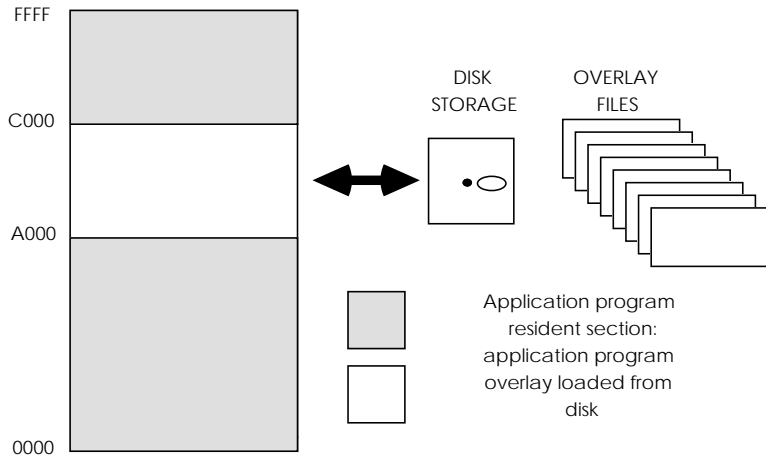 FFFF
C000
A000
0000
DISK
STORAGE
OVERLAY
FILES
Application program
resident section:
application program
overlay loaded from
disk